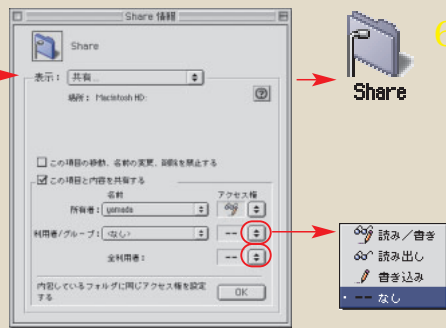 Share 情報
Share
表示： 共有...
場所： Macintosh HD:
この項目の移動、名前の変更、削除を禁止する
この項目と内容を共有する
名前 アクセス権
所有者： yamada
利用者/グループ： <なし> --
全利用者： --
内包しているフォルダに同じアクセス権を設定
する
OK
Share
6
読み／書き
読み出し
書き込み
・ -- なし